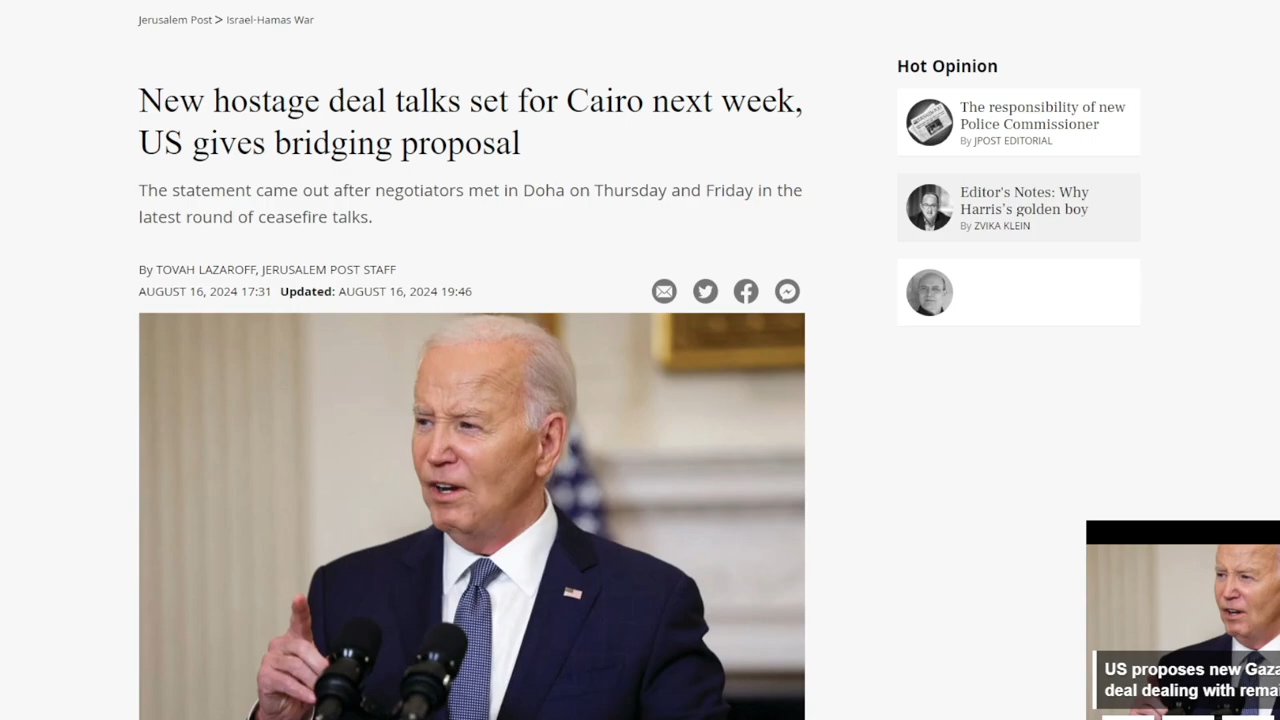 Jerusalem Post > Israel-Hamas War
New hostage deal talks set for Cairo next week,
US gives bridging proposal
The statement came out after negotiators met in Doha on Thursday and Friday in the
latest round of ceasefire talks.
By TOVAH LAZAROFF, JERUSALEM POST STAFF
AUGUST 16, 2024 17:31 Updated: AUGUST 16, 2024 19:46
Hot Opinion
The responsibility of new
Police Commissioner
By JPOST EDITORIAL
Editor's Notes: Why
Harris’s golden boy
By ZVIKA KLEIN
US proposes new Gaza
deal dealing with rema